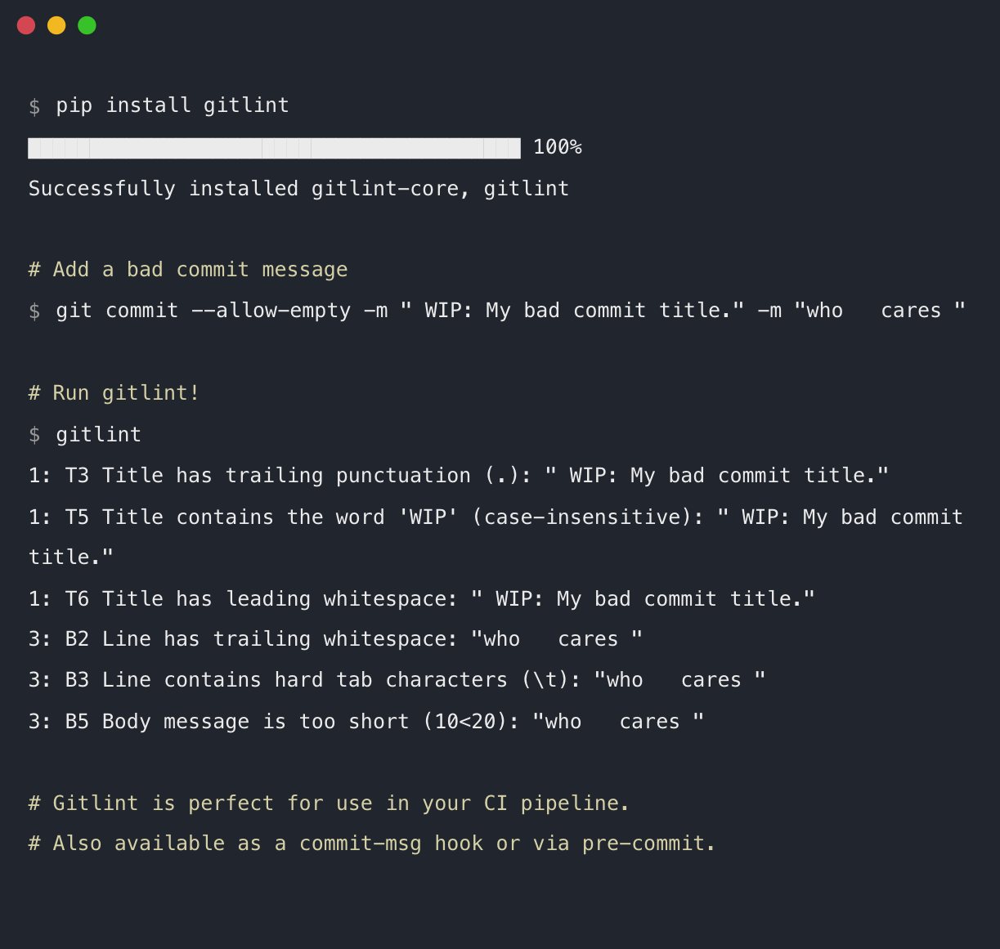 $ pip install gitlint
100%
Successfully installed gitlint-core, gitlint
# Add a bad commit message
$ git commit --allow-empty -m " WIP: My bad commit title." -m "who   cares "
# Run gitlint!
$ gitlint
1: T3 Title has trailing punctuation (.): " WIP: My bad commit title."
1: T5 Title contains the word 'WIP' (case-insensitive): " WIP: My bad commit
title."
1: T6 Title has leading whitespace: " WIP: My bad commit title."
3: B2 Line has trailing whitespace: "who   cares "
3: B3 Line contains hard tab characters (\t): "who   cares "
3: B5 Body message is too short (10<20): "who   cares "
# Gitlint is perfect for use in your CI pipeline.
# Also available as a commit-msg hook or via pre-commit.